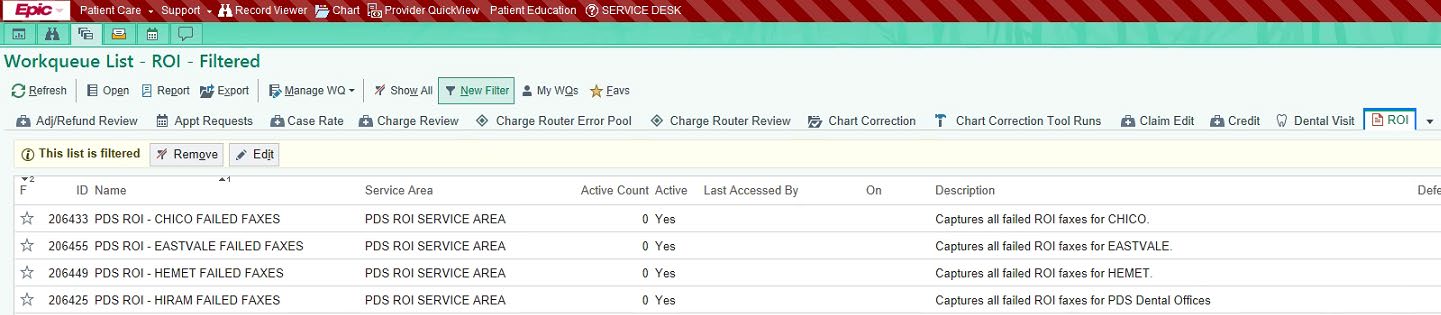 Epic Patient Care Support Record Viewer Chart Provider QuickView Patient Education SERVICE DESK
Workqueue List - ROI - Filtered
Refresh Open Report Export Manage WQ Show All New Filter My WQs Favs
Adj/Refund Review Appt Requests Case Rate Charge Review Charge Router Error Pool Charge Router Review Chart Correction Chart Correction Tool Runs Claim Edit Credit Dental Visit ROI
This list is filtered Remove Edit
2 1
F ID Name Service Area Active Count Active Last Accessed By On Description Defe
206433 PDS ROI - CHICO FAILED FAXES PDS ROI SERVICE AREA 0 Yes Captures all failed ROI faxes for CHICO.
206455 PDS ROI - EASTVALE FAILED FAXES PDS ROI SERVICE AREA 0 Yes Captures all failed ROI faxes for EASTVALE.
206449 PDS ROI - HEMET FAILED FAXES PDS ROI SERVICE AREA 0 Yes Captures all failed ROI faxes for HEMET.
206425 PDS ROI - HIRAM FAILED FAXES PDS ROI SERVICE AREA 0 Yes Captures all failed ROI faxes for PDS Dental Offices